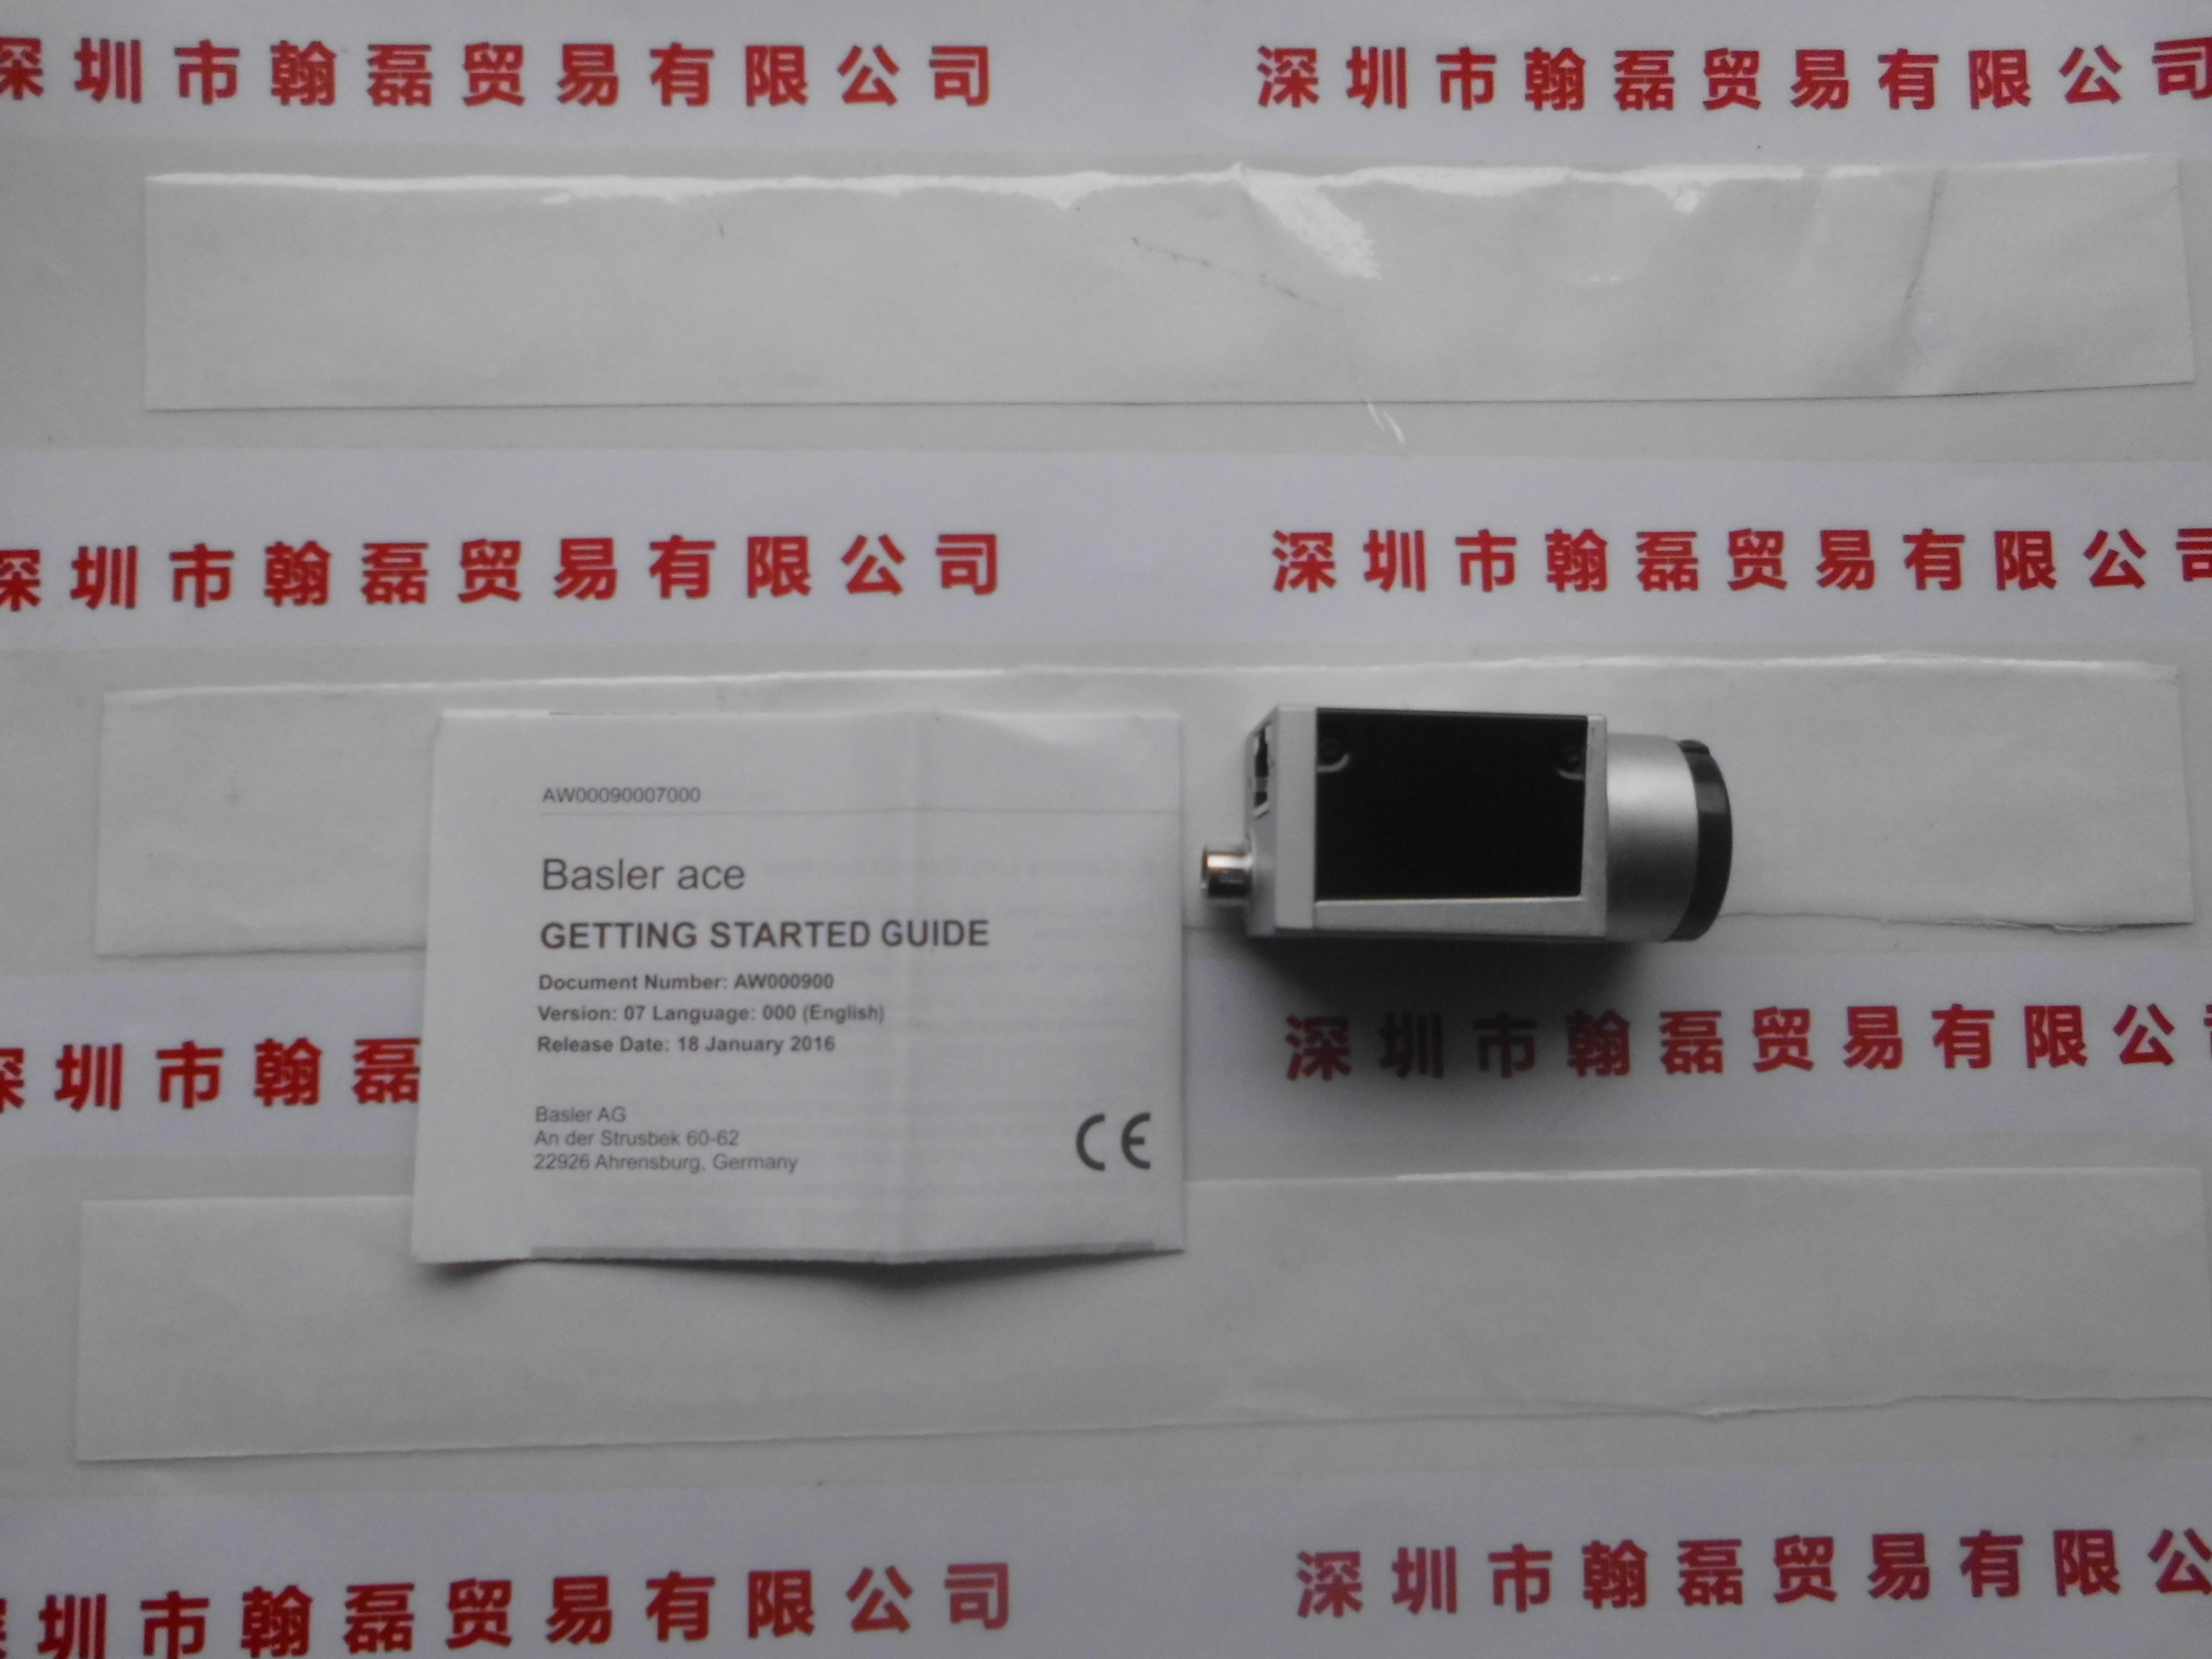 深圳市翰磊贸易有限公司 深圳市翰磊贸易有限公司
深圳市翰磊贸易有限公司 深圳市翰磊贸易有限公司
AW00090007000
Basler ace
GETTING STARTED GUIDE
Document Number: AW000900
Version: 07 Language: 000 (English)
Release Date: 18 January 2016
Basler AG
An der Strusbek 60-62
22926 Ahrensburg, Germany
CE
深圳市翰磊 深圳市翰磊贸易有限公
圳市翰磊贸易有限公司 深圳市翰磊贸易有限公